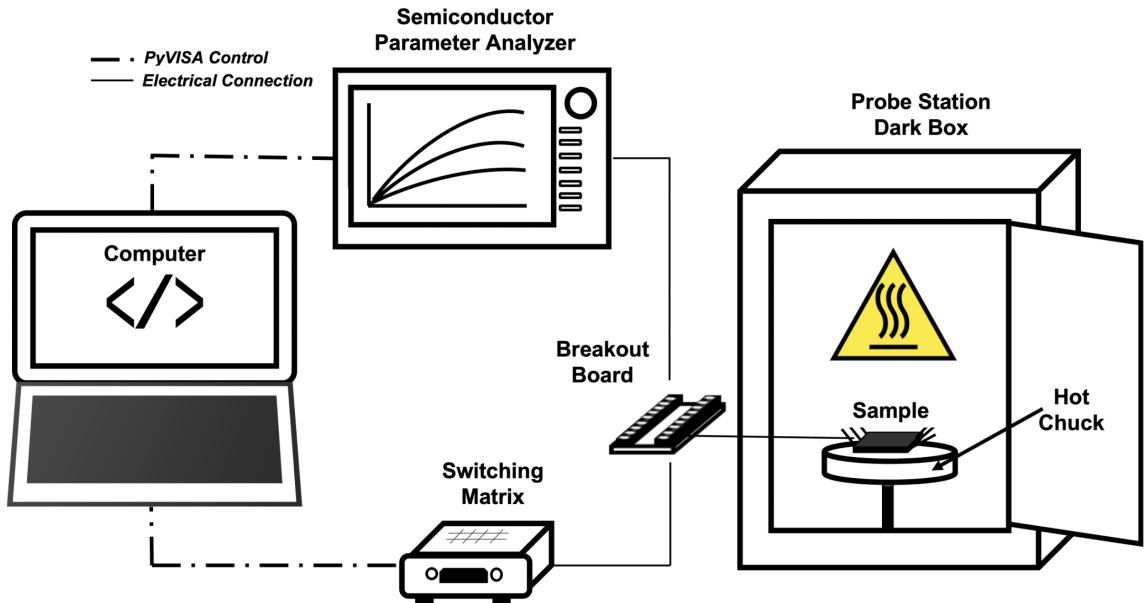 Semiconductor
Parameter Analyzer
PyVISA Control
Electrical Connection
Probe Station
Dark Box
Computer
</>
Breakout
Board
Sample
Hot
Chuck
Switching
Matrix